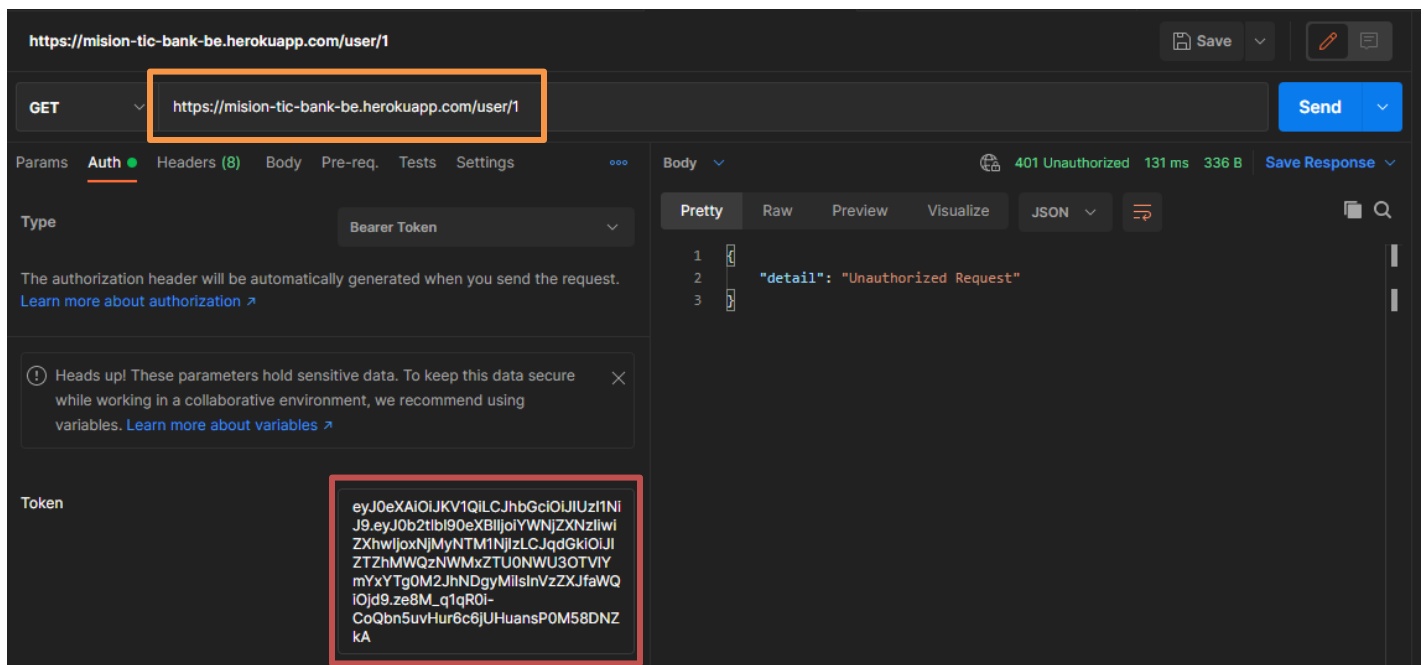 https://mision-tic-bank-be.herokuapp.com/user/1
Save
GET
https://mision-tic-bank-be.herokuapp.com/user/1
Send
Params Auth Headers (8) Body Pre-req. Tests Settings
Body
401 Unauthorized 131 ms 336 B Save Response
Type
Bearer Token
The authorization header will be automatically generated when you send the request.
Learn more about authorization ↗
Heads up! These parameters hold sensitive data. To keep this data secure
while working in a collaborative environment, we recommend using
variables. Learn more about variables ↗
Token
eyJ0eXAiOiJKV1QiLCJhbGciOiJIUzI1Ni
J9.eyJ0b2tlbl90eXBlIjoiYWNjZXNzIiwi
ZXhwIjoxNjMyNTM1NjIzLCJqdGkiOiJl
ZTZhMWQzNWMxZTU0NWU3OTVlY
mYxYTg0M2JhNDgyMiIsInVzZXJfaWQ
iOjd9.ze8M_q1qR0i-
CoQbn5uvHur6c6jUHuansP0M58DNZ
kA
Pretty Raw Preview Visualize JSON
1 {
2 "detail": "Unauthorized Request"
3 }